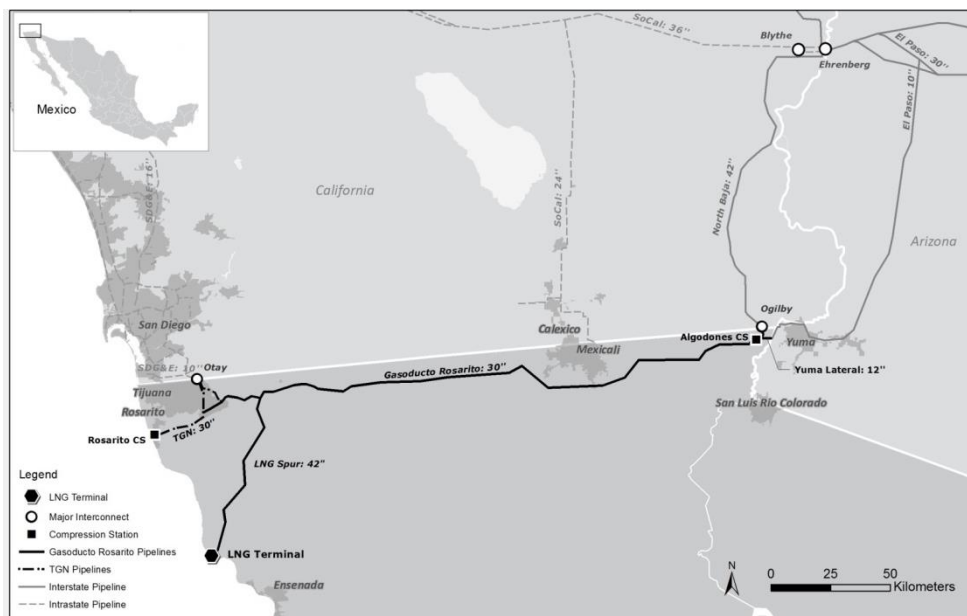 Mexico
SoCal: 36"
Blythe
Ehrenberg
El Paso: 30"
El Paso: 10"
SDG&E: 16"
California
SoCal: 24"
North Baja: 42"
Arizona
San Diego
Calexico
Mexicali
Ogilby
Algodones CS
Yuma
Yuma Lateral: 12"
SDG&E: 10"
Otay
Gasoducto Rosarito: 30"
Tijuana
Rosarito
San Luis Rio Colorado
Rosarito CS
TGN: 30"
LNG Spur: 42"
LNG Terminal
Ensenada
Legend
LNG Terminal
Major Interconnect
Compression Station
Gasoducto Rosarito Pipelines
TGN Pipelines
Interstate Pipeline
Intrastate Pipeline
N
0 25 50
Kilometers